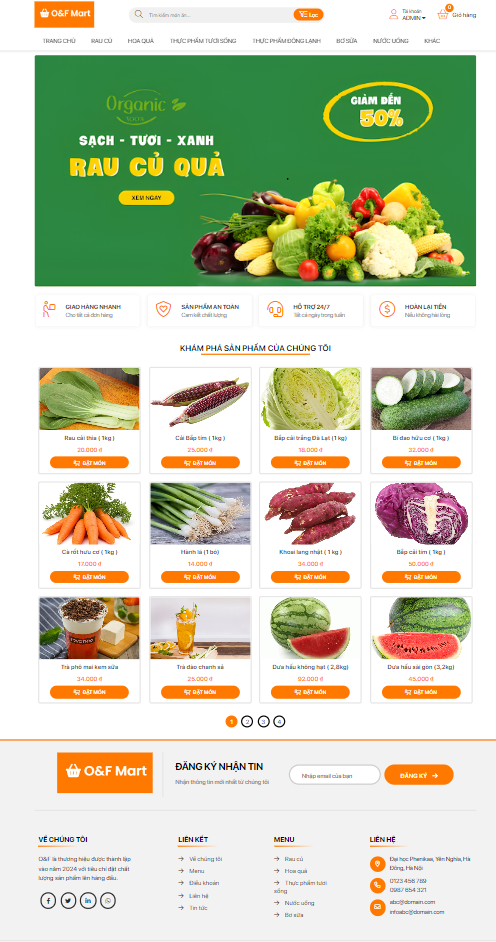 O&F Mart
Tìm kiếm món ăn...
Lọc
Tài khoản
ADMIN
0
Giỏ hàng
TRANG CHỦ RAU CỦ HOA QUẢ THỰC PHẨM TƯƠI SỐNG THỰC PHẨM ĐÔNG LẠNH BƠ SỮA NƯỚC UỐNG KHÁC
Organic
100%
SẠCH - TƯƠI - XANH
RAU CỦ QUẢ
XEM NGAY
GIẢM ĐẾN
50%
GIAO HÀNG NHANH
Cho tất cả đơn hàng
SẢN PHẨM AN TOÀN
Cam kết chất lượng
HỖ TRỢ 24/7
Tất cả ngày trong tuần
HOÀN LẠI TIỀN
Nếu không hài lòng
KHÁM PHÁ SẢN PHẨM CỦA CHÚNG TÔI
Rau cải thìa ( 1kg )
20.000 đ
ĐẶT MÓN
Cải Bắp tím ( 1kg )
25.000 đ
ĐẶT MÓN
Bắp cải trắng Đà Lạt (1 kg)
18.000 đ
ĐẶT MÓN
Bí đao hữu cơ ( 1kg )
32.000 đ
ĐẶT MÓN
Cà rốt hưu cơ ( 1kg )
17.000 đ
ĐẶT MÓN
Hành lá (1 bó)
14.000 đ
ĐẶT MÓN
Khoai lang nhật ( 1 kg )
34.000 đ
ĐẶT MÓN
Bắp cải tím ( 1kg )
50.000 đ
ĐẶT MÓN
Trà phô mai kem sữa
34.000 đ
ĐẶT MÓN
Trà đào chanh sả
25.000 đ
ĐẶT MÓN
Dưa hấu không hạt ( 2,8kg)
92.000 đ
ĐẶT MÓN
Dưa hấu sài gòn (3,2kg)
45.000 đ
ĐẶT MÓN
1 2 3 4
O&F Mart
ĐĂNG KÝ NHẬN TIN
Nhận thông tin mới nhất từ chúng tôi
Nhập email của bạn
ĐĂNG KÝ
VỀ CHÚNG TÔI
O&F là thương hiệu được thành lập
vào năm 2024 với tiêu chí đặt chất
lượng sản phẩm lên hàng đầu.
LIÊN KẾT
Về chúng tôi
Menu
Điều khoản
Liên hệ
Tin tức
MENU
Rau củ
Hoa quả
Thực phẩm tươi
sống
Nước uống
Bơ sữa
LIÊN HỆ
Đại học Phenikaa, Yên Nghĩa, Hà
Đông, Hà Nội
0123 456 789
0987 654 321
abc@domain.com
infoabc@domain.com